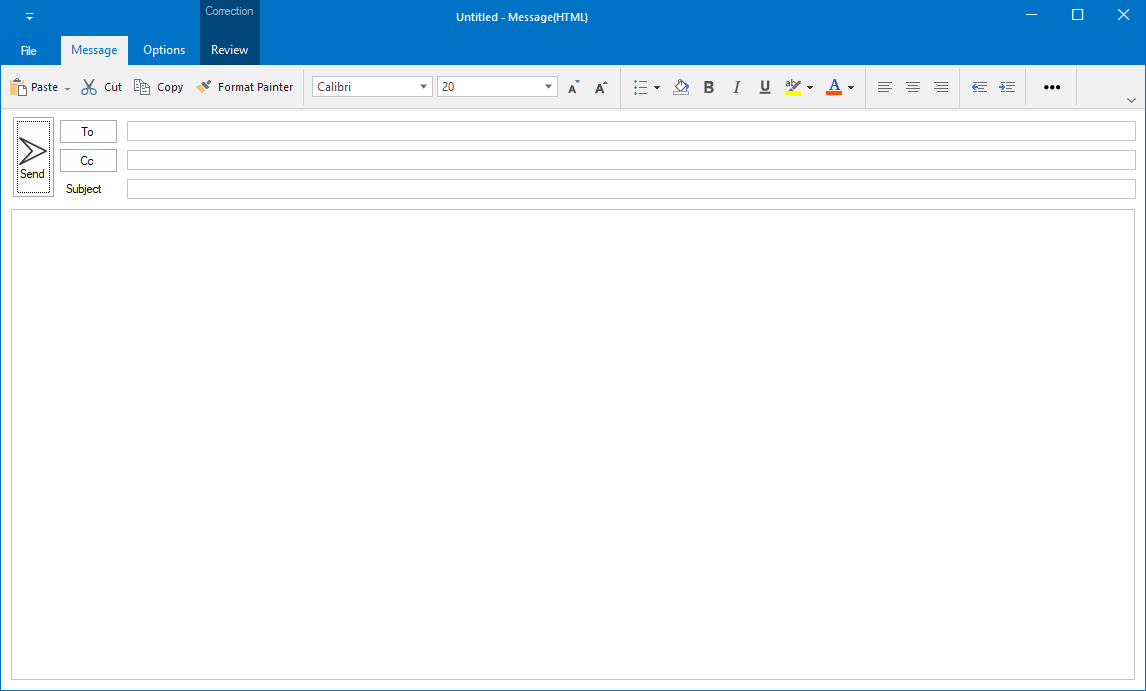 Correction
Untitled - Message(HTML)
File Message Options Review
Paste Cut Copy Format Painter Calibri 20 A A B I U ab A
To
Cc
Send
Subject